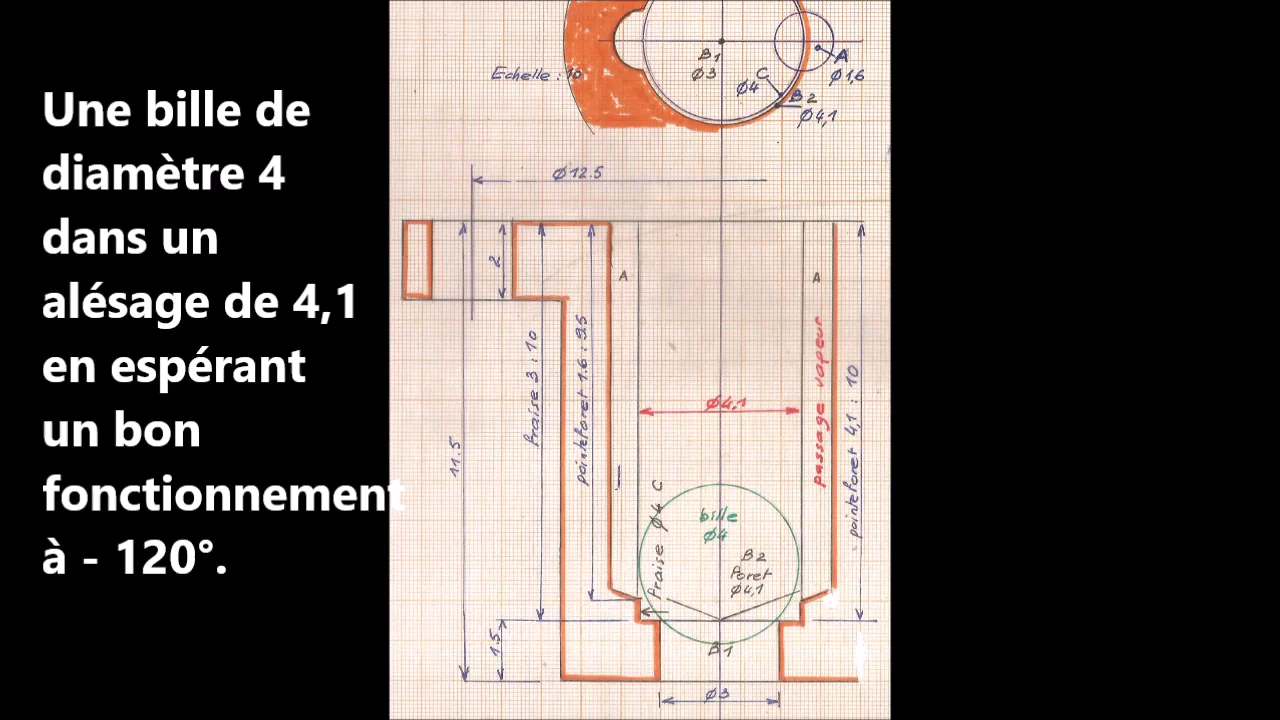 Une bille de
diamètre 4
dans un
alésage de 4,1
en espérant
un bon
fonctionnement
à - 120°.
Echelle : 10
B1
Ø3
C
Ø4
A
Ø1,6
B2
Ø4,1
Ø12.5
2
A
A
Fraise 3 : 10
pointe foret 1.6 : 9.5
11.5
Ø4,1
passage vapeur
pointe foret 4,1 : 10
bille
Ø4
Fraise Ø4 C
B2
Foret
Ø4,1
1.5
B1
Ø3